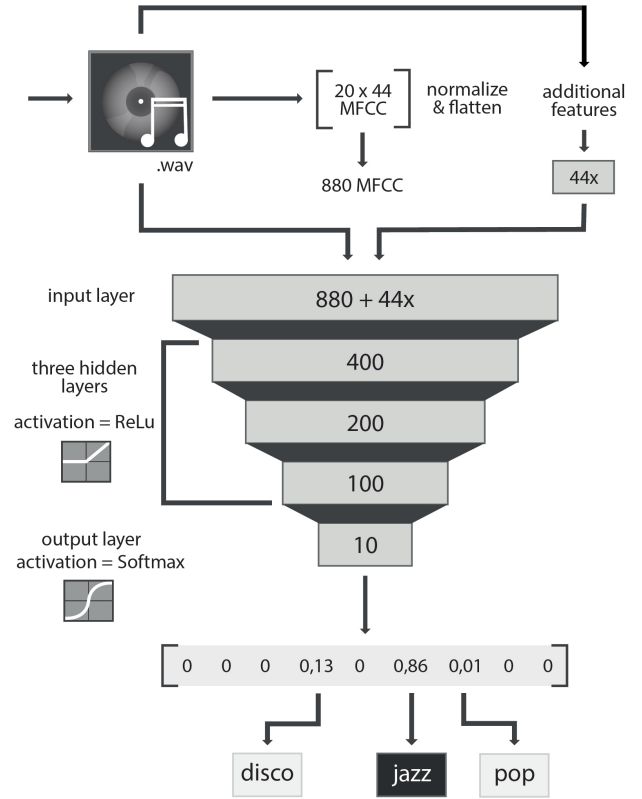 20 x 44
MFCC
normalize
& flatten
additional
features
.wav
880 MFCC
44x
input layer
880 + 44x
three hidden
layers
activation = ReLu
400
200
100
output layer
activation = Softmax
10
0 0 0 0,13 0 0,86 0,01 0 0
disco jazz pop